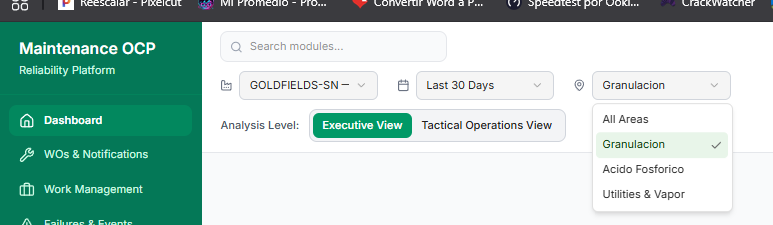 Reescalar - Pixelcut
Mi Promedio - Pro...
Convertir Word a P...
Speedtest por Ookl...
CrackWatcher
Maintenance OCP
Reliability Platform
Search modules...
GOLDFIELDS-SN —
Last 30 Days
Granulacion
All Areas
Granulacion
Acido Fosforico
Utilities & Vapor
Analysis Level:
Executive View
Tactical Operations View
Dashboard
WOs & Notifications
Work Management
Failures & Events